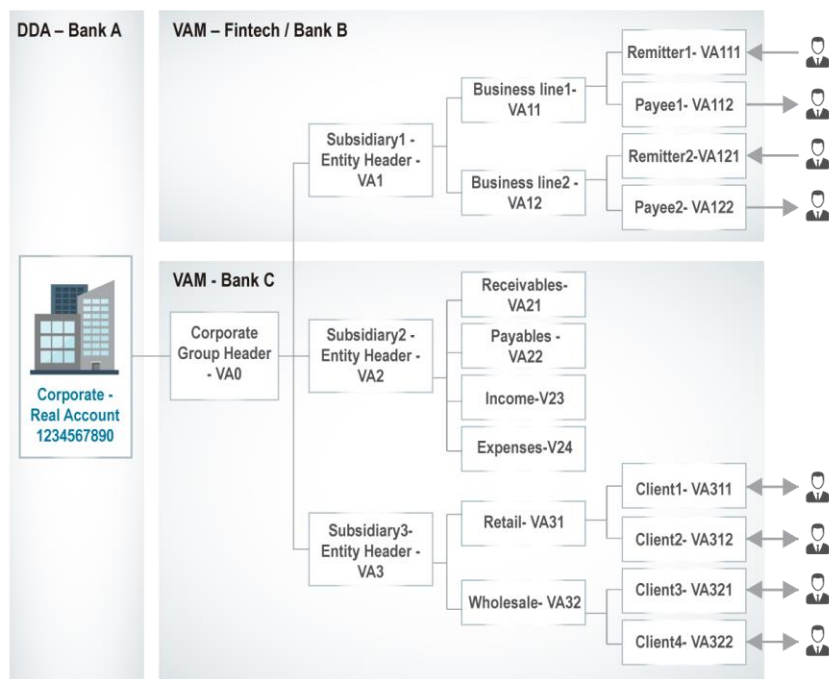 DDA – Bank A
VAM – Fintech / Bank B
Remitter1- VA111
Business line1-
VA11
Payee1- VA112
Subsidiary1 -
Entity Header -
VA1
Remitter2-VA121
Business line2 -
VA12
Payee2- VA122
VAM - Bank C
Receivables-
VA21
Corporate
Group Header
- VA0
Subsidiary2 -
Entity Header -
VA2
Payables -
VA22
Corporate -
Real Account
1234567890
Income-V23
Expenses-V24
Client1- VA311
Subsidiary3-
Entity Header -
VA3
Retail- VA31
Client2- VA312
Client3- VA321
Wholesale- VA32
Client4- VA322